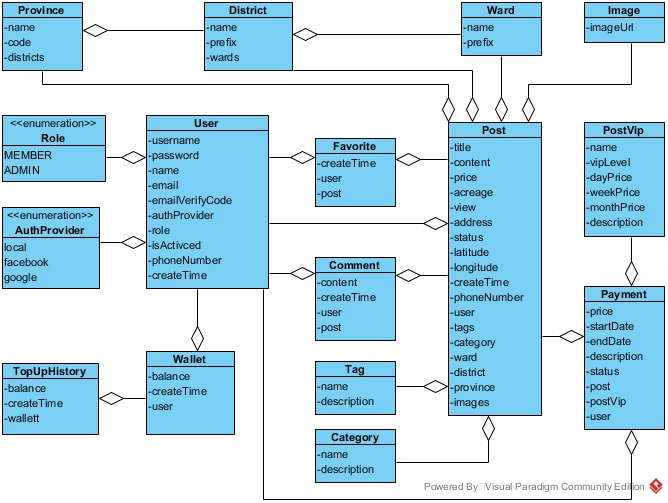 Province
-name
-code
-districts
District
-name
-prefix
-wards
Ward
-name
-prefix
Image
-imageUrl
<<enumeration>>
Role
MEMBER
ADMIN
<<enumeration>>
AuthProvider
local
facebook
google
User
-username
-password
-name
-email
-emailVerifyCode
-authProvider
-role
-isActivced
-phoneNumber
-createTime
Favorite
-createTime
-user
-post
Comment
-content
-createTime
-user
-post
Tag
-name
-description
Category
-name
-description
Post
-title
-content
-price
-acreage
-view
-address
-status
-latitude
-longitude
-createTime
-phoneNumber
-user
-tags
-category
-ward
-district
-province
-images
PostVip
-name
-vipLevel
-dayPrice
-weekPrice
-monthPrice
-description
Payment
-price
-startDate
-endDate
-description
-status
-post
-postVip
-user
TopUpHistory
-balance
-createTime
-wallett
Wallet
-balance
-createTime
-user
Powered By Visual Paradigm Community Edition